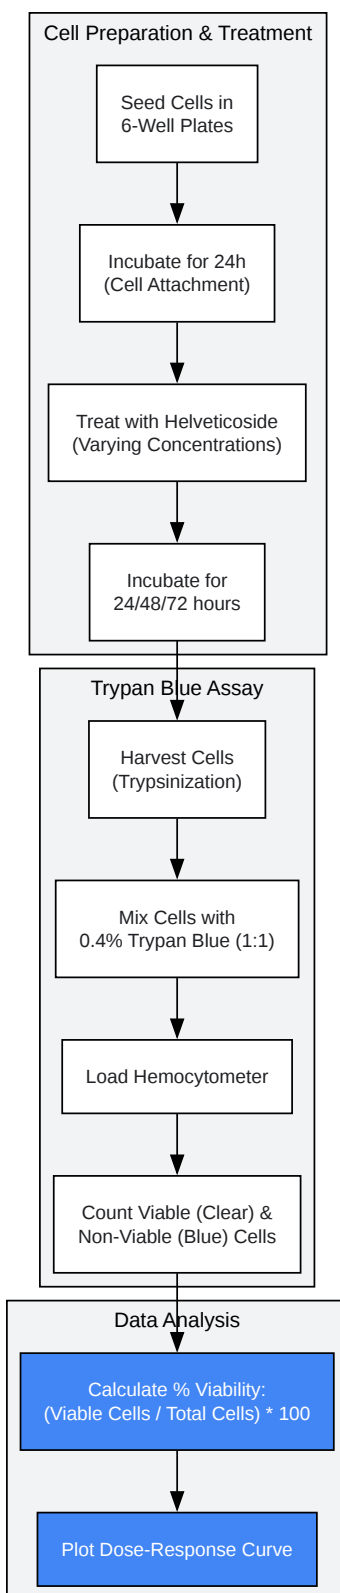 Cell Preparation & Treatment
Seed Cells in
6-Well Plates
Incubate for 24h
(Cell Attachment)
Treat with Helveticoside
(Varying Concentrations)
Incubate for
24/48/72 hours
Trypan Blue Assay
Harvest Cells
(Trypsinization)
Mix Cells with
0.4% Trypan Blue (1:1)
Load Hemocytometer
Count Viable (Clear) &
Non-Viable (Blue) Cells
Data Analysis
Calculate % Viability:
(Viable Cells / Total Cells) * 100
Plot Dose-Response Curve